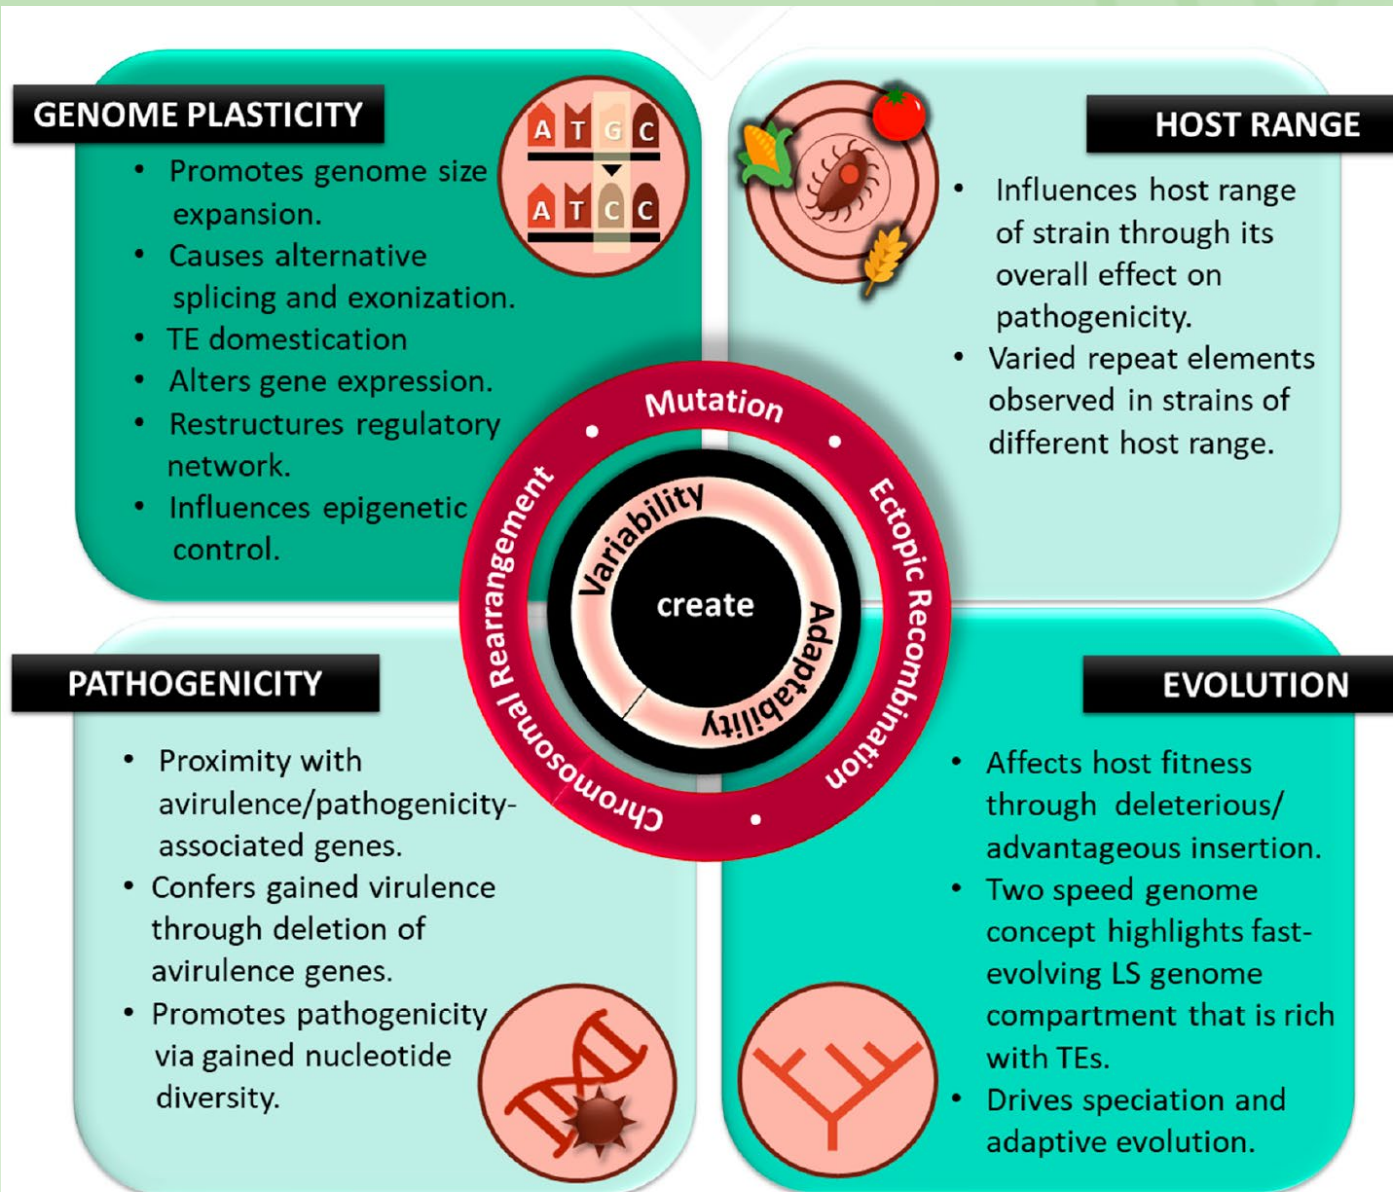 GENOME PLASTICITY
• Promotes genome size
expansion.
• Causes alternative
splicing and exonization.
• TE domestication
• Alters gene expression.
• Restructures regulatory
network.
• Influences epigenetic
control.
A T G C
A T C C
HOST RANGE
• Influences host range
of strain through its
overall effect on
pathogenicity.
• Varied repeat elements
observed in strains of
different host range.
Mutation
Ectopic Recombination
Chromosomal Rearrangement
Variability
Adaptability
create
PATHOGENICITY
• Proximity with
avirulence/pathogenicity-
associated genes.
• Confers gained virulence
through deletion of
avirulence genes.
• Promotes pathogenicity
via gained nucleotide
diversity.
EVOLUTION
• Affects host fitness
through deleterious/
advantageous insertion.
• Two speed genome
concept highlights fast-
evolving LS genome
compartment that is rich
with TEs.
• Drives speciation and
adaptive evolution.